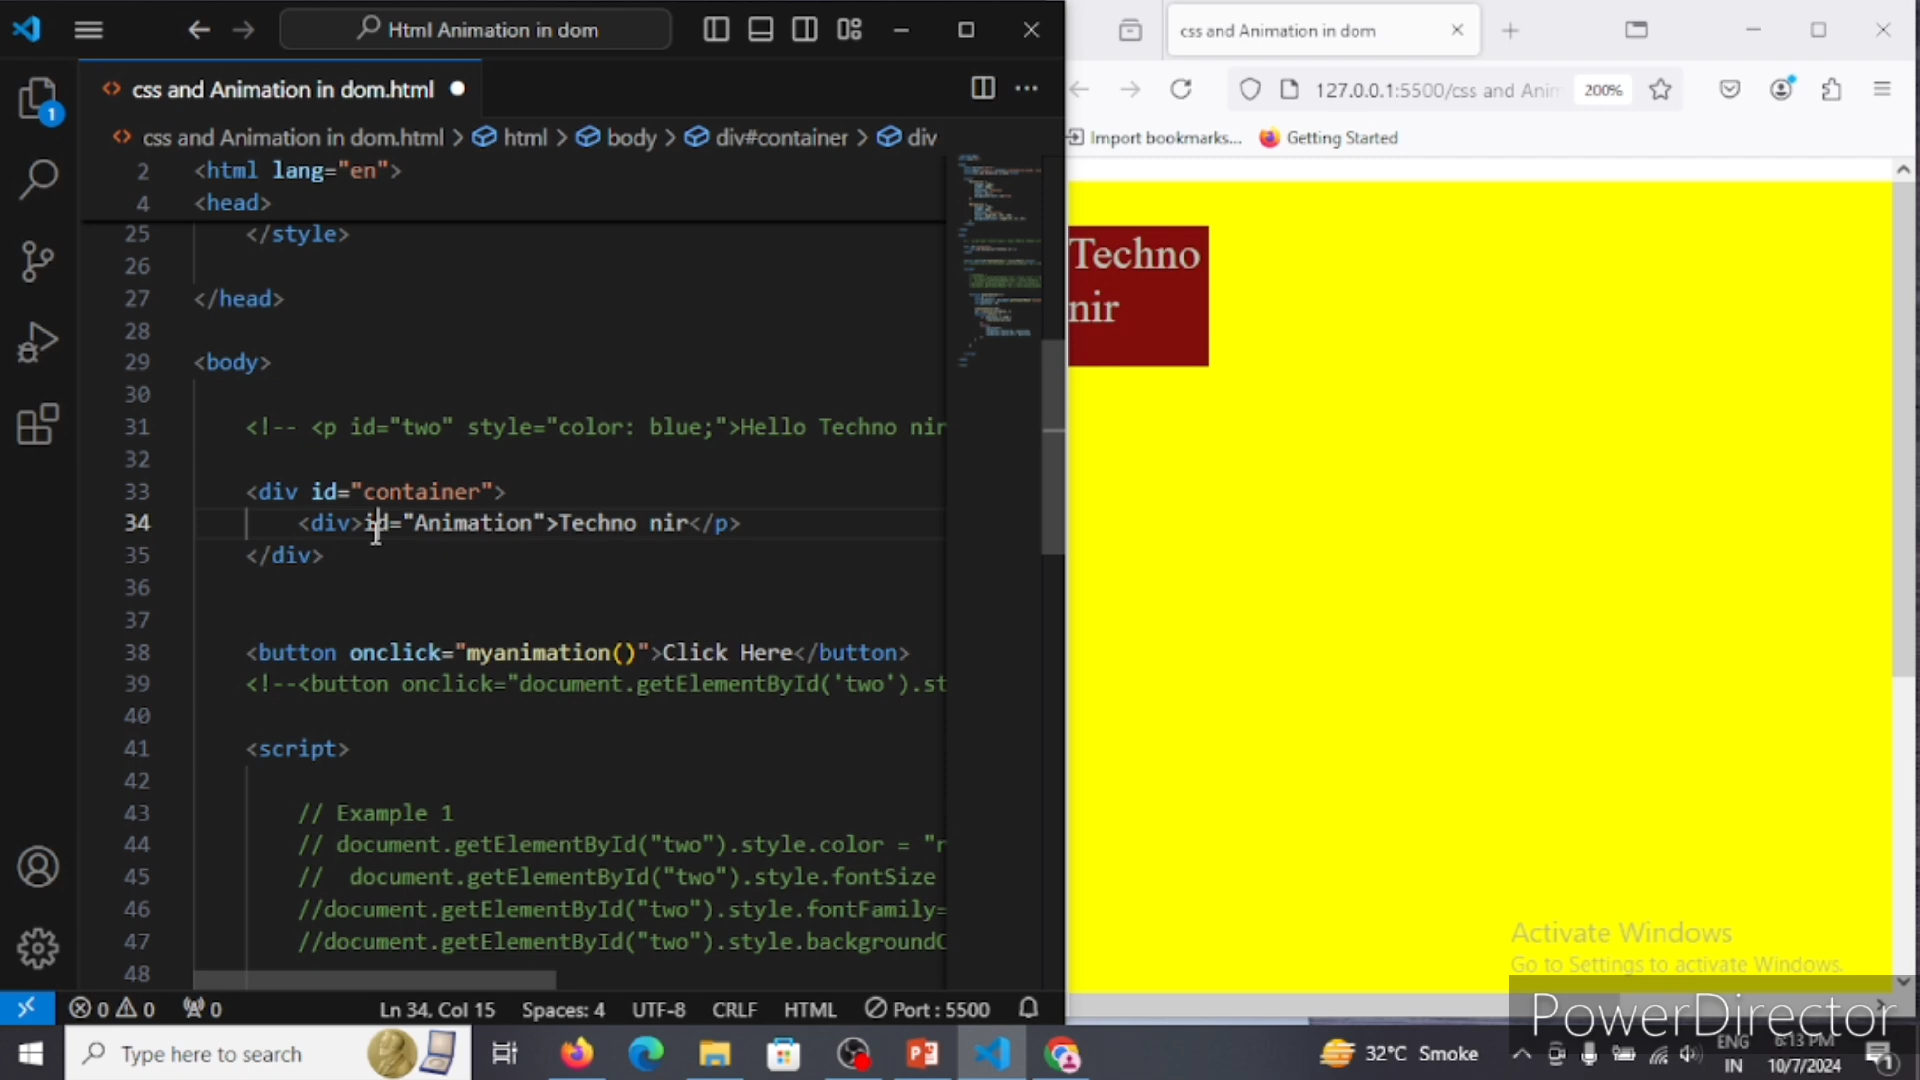 Html Animation in dom
css and Animation in dom.html
css and Animation in dom.html > html > body > div#container > div
1
2 <html lang="en">
4 <head>
25 </style>
26
27 </head>
28
29 <body>
30
31 <!-- <p id="two" style="color: blue;">Hello Techno nir
32
33 <div id="container">
34 <div>id="Animation">Techno nir</p>
35 </div>
36
37
38 <button onclick="myanimation()">Click Here</button>
39 <!--<button onclick="document.getElementById('two').st
40
41 <script>
42
43 // Example 1
44 // document.getElementById("two").style.color = "r
45 // document.getElementById("two").style.fontSize
46 //document.getElementById("two").style.fontFamily=
47 //document.getElementById("two").style.backgroundC
48
0 0 0 Ln 34, Col 15 Spaces: 4 UTF-8 CRLF HTML Port : 5500
css and Animation in dom
127.0.0.1:5500/css and Anim
200%
Import bookmarks... Getting Started
Techno
nir
Activate Windows
Go to Settings to activate Windows.
PowerDirector
Type here to search
32°C Smoke
ENG
IN
6:13 PM
10/7/2024
1